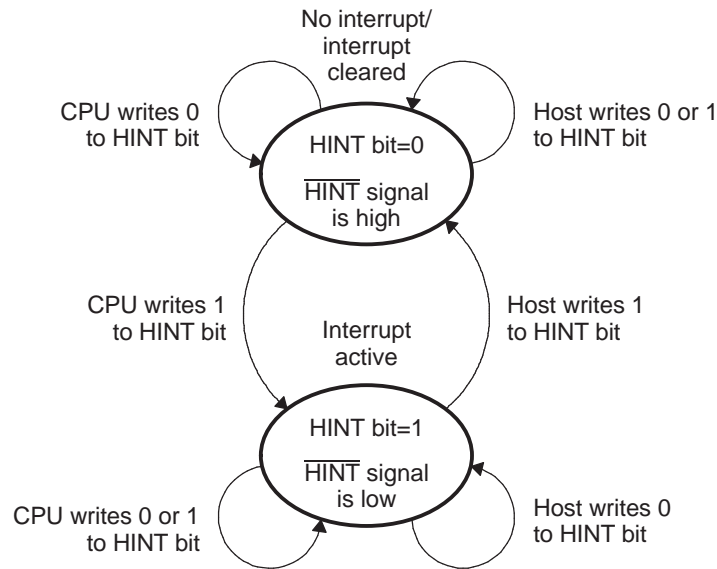 No interrupt/
interrupt
cleared
CPU writes 0
to HINT bit
Host writes 0 or 1
to HINT bit
HINT bit=0
H̅I̅N̅T̅ signal
is high
CPU writes 1
to HINT bit
Host writes 1
to HINT bit
Interrupt
active
HINT bit=1
H̅I̅N̅T̅ signal
is low
CPU writes 0 or 1
to HINT bit
Host writes 0
to HINT bit